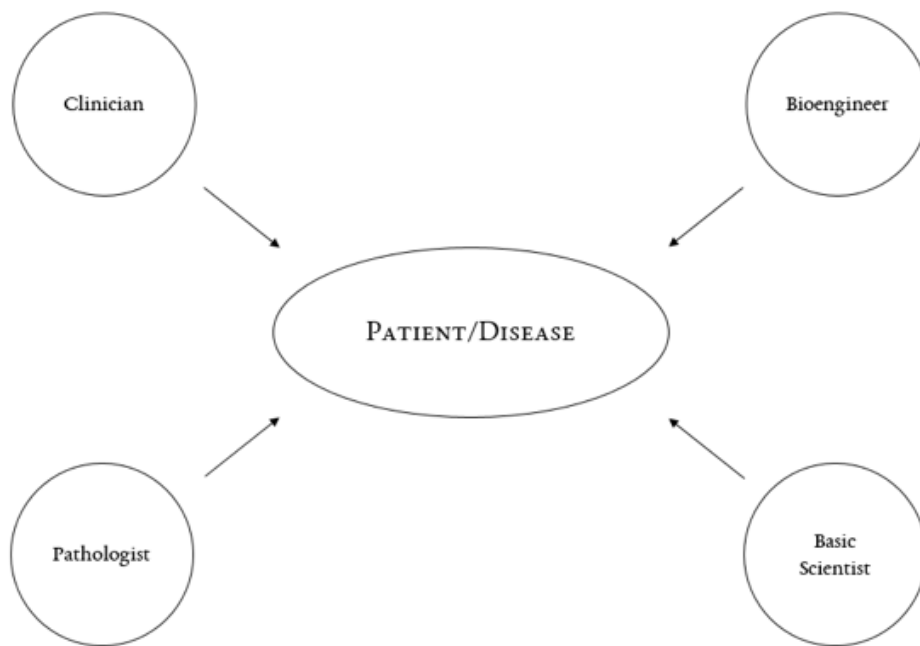 Clinician
Bioengineer
Patient/Disease
Pathologist
Basic
Scientist